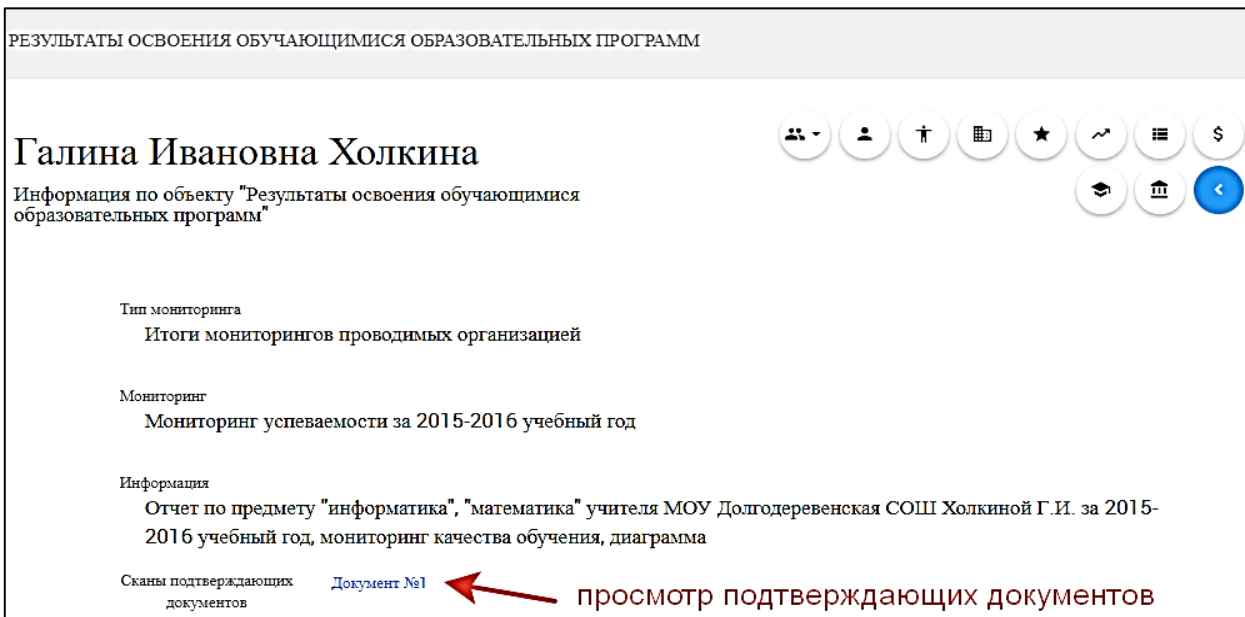 РЕЗУЛЬТАТЫ ОСВОЕНИЯ ОБУЧАЮЩИМИСЯ ОБРАЗОВАТЕЛЬНЫХ ПРОГРАММ
Галина Ивановна Холкина
Информация по объекту "Результаты освоения обучающимися
образовательных программ"
Тип мониторинга
Итоги мониторингов проводимых организацией
Мониторинг
Мониторинг успеваемости за 2015-2016 учебный год
Информация
Отчет по предмету "информатика", "математика" учителя МОУ Долгодеревенская СОШ Холкиной Г.И. за 2015-
2016 учебный год, мониторинг качества обучения, диаграмма
Сканы подтверждающих
документов
Документ №1
просмотр подтверждающих документов